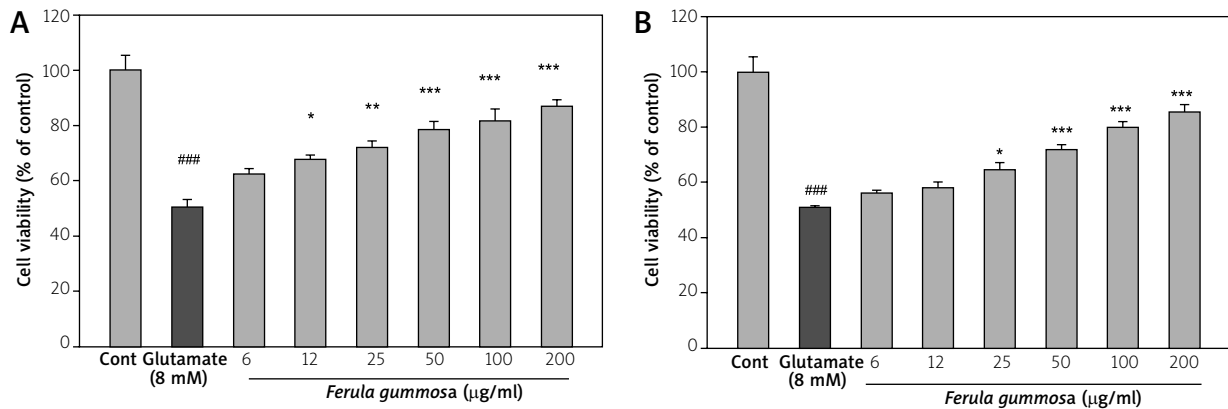 A
Cell viability (% of control)
120
100
80
60
40
20
0
###
*
**
***
***
***
Cont Glutamate 6 12 25 50 100 200
(8 mM)
Ferula gummosa (μg/ml)
B
Cell viability (% of control)
120
100
80
60
40
20
0
###
*
***
***
***
Cont Glutamate 6 12 25 50 100 200
(8 mM)
Ferula gummosa (μg/ml)